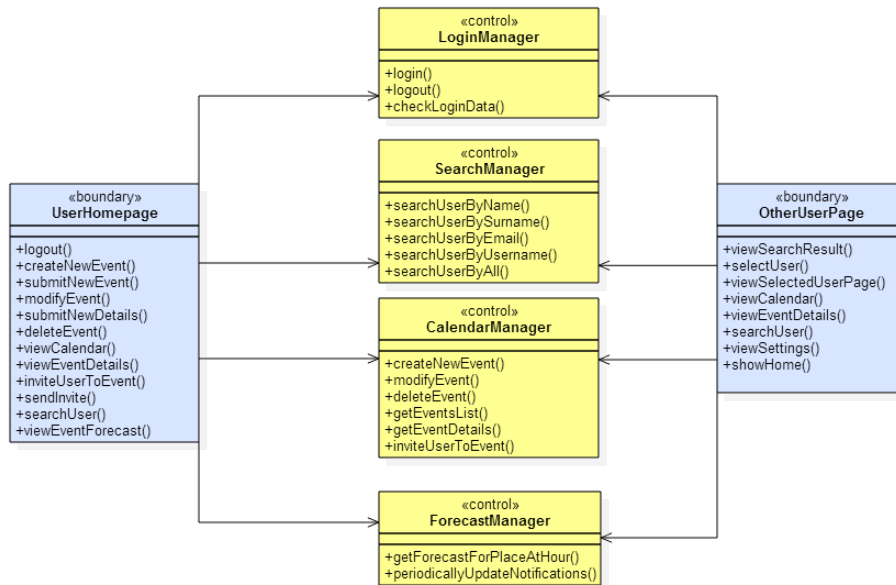 «control»
LoginManager
+login()
+logout()
+checkLoginData()
«control»
SearchManager
+searchUserByName()
+searchUserBySurname()
+searchUserByEmail()
+searchUserByUsername()
+searchUserByAll()
«boundary»
UserHomepage
+logout()
+createNewEvent()
+submitNewEvent()
+modifyEvent()
+submitNewDetails()
+deleteEvent()
+viewCalendar()
+viewEventDetails()
+inviteUserToEvent()
+sendInvite()
+searchUser()
+viewEventForecast()
«boundary»
OtherUserPage
+viewSearchResult()
+selectUser()
+viewSelectedUserPage()
+viewCalendar()
+viewEventDetails()
+searchUser()
+viewSettings()
+showHome()
«control»
CalendarManager
+createNewEvent()
+modifyEvent()
+deleteEvent()
+getEventsList()
+getEventDetails()
+inviteUserToEvent()
«control»
ForecastManager
+getForecastForPlaceAtHour()
+periodicallyUpdateNotifications()